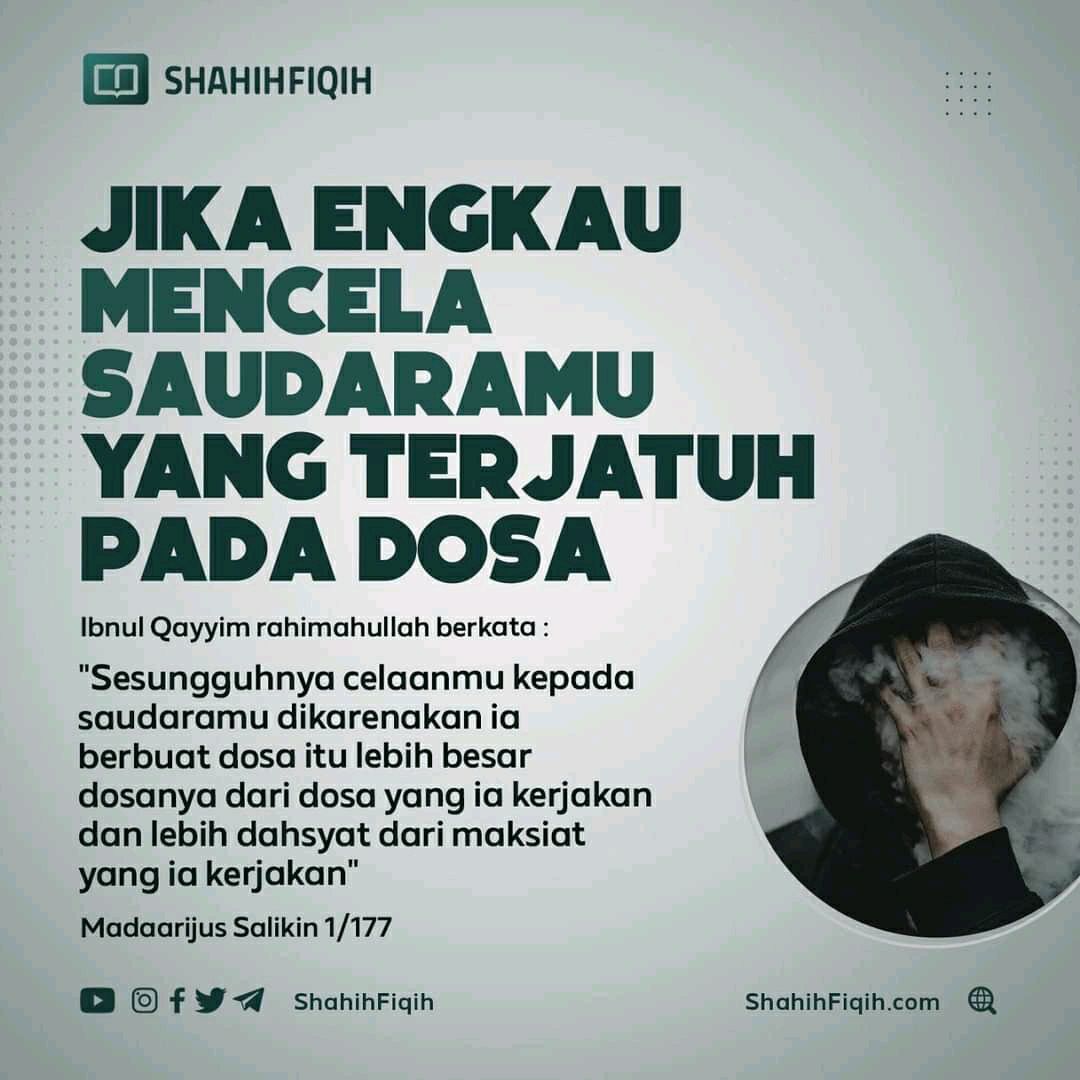 SHAHIHFIQIH
JIKA ENGKAU
MENCELA
SAUDARAMU
YANG TERJATUH
PADA DOSA
Ibnul Qayyim rahimahullah berkata :
"Sesungguhnya celaanmu kepada
saudaramu dikarenakan ia
berbuat dosa itu lebih besar
dosanya dari dosa yang ia kerjakan
dan lebih dahsyat dari maksiat
yang ia kerjakan"
Madaarijus Salikin 1/177
ShahihFiqih
ShahihFiqih.com